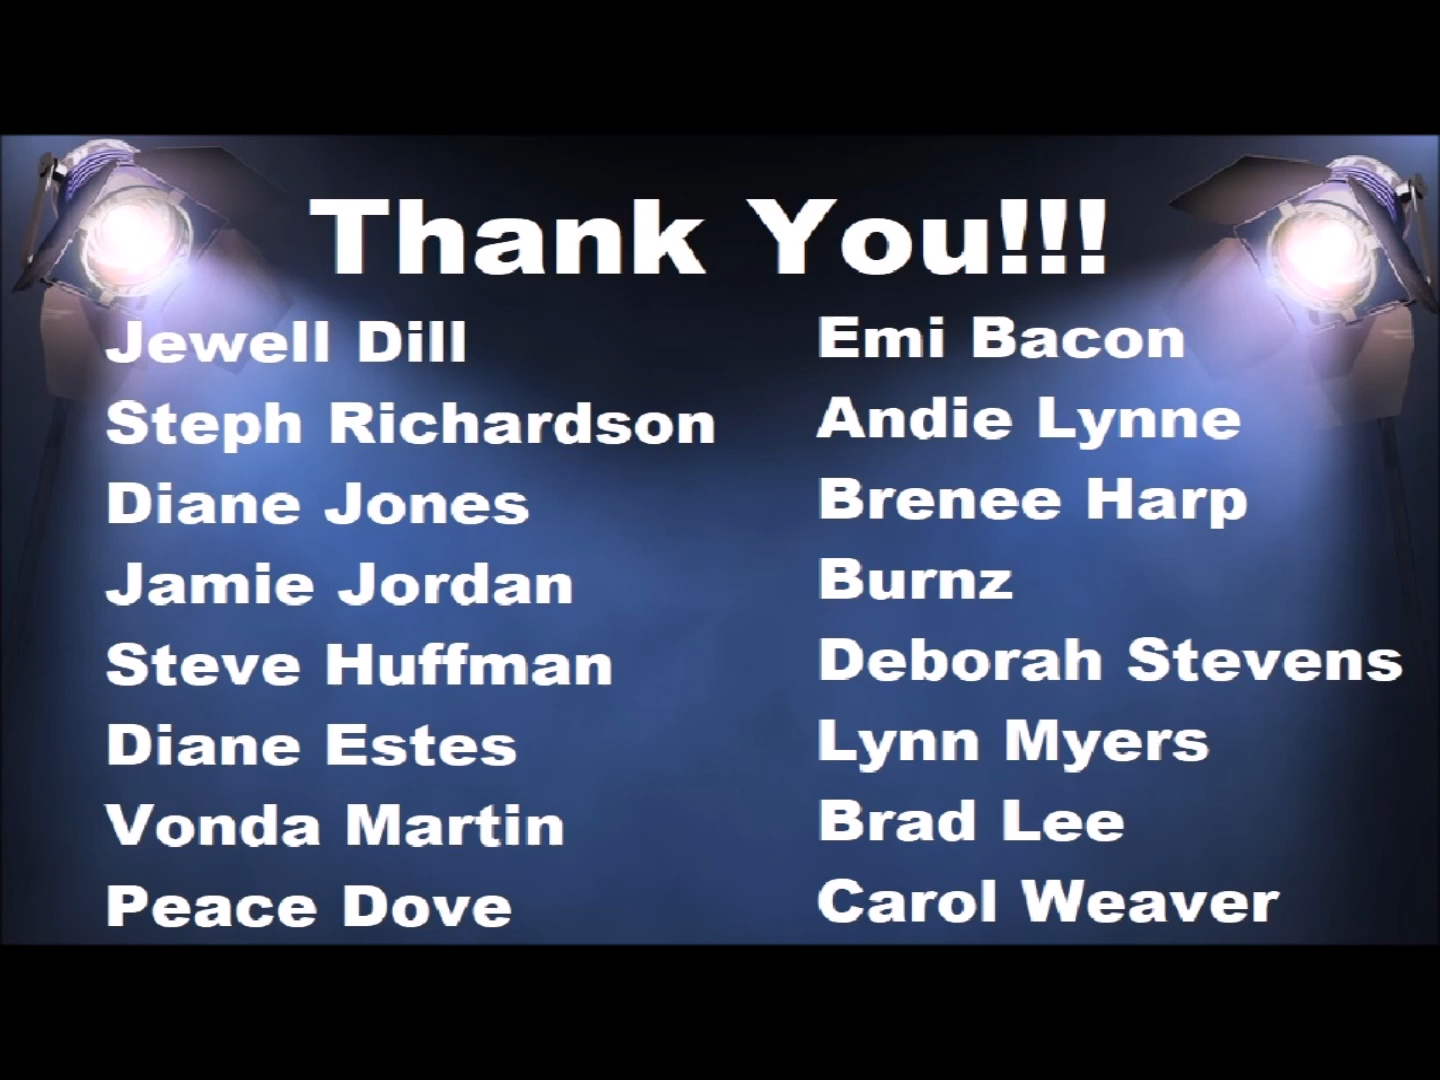 Thank You!!!
Jewell Dill
Steph Richardson
Diane Jones
Jamie Jordan
Steve Huffman
Diane Estes
Vonda Martin
Peace Dove
Emi Bacon
Andie Lynne
Brenee Harp
Burnz
Deborah Stevens
Lynn Myers
Brad Lee
Carol Weaver